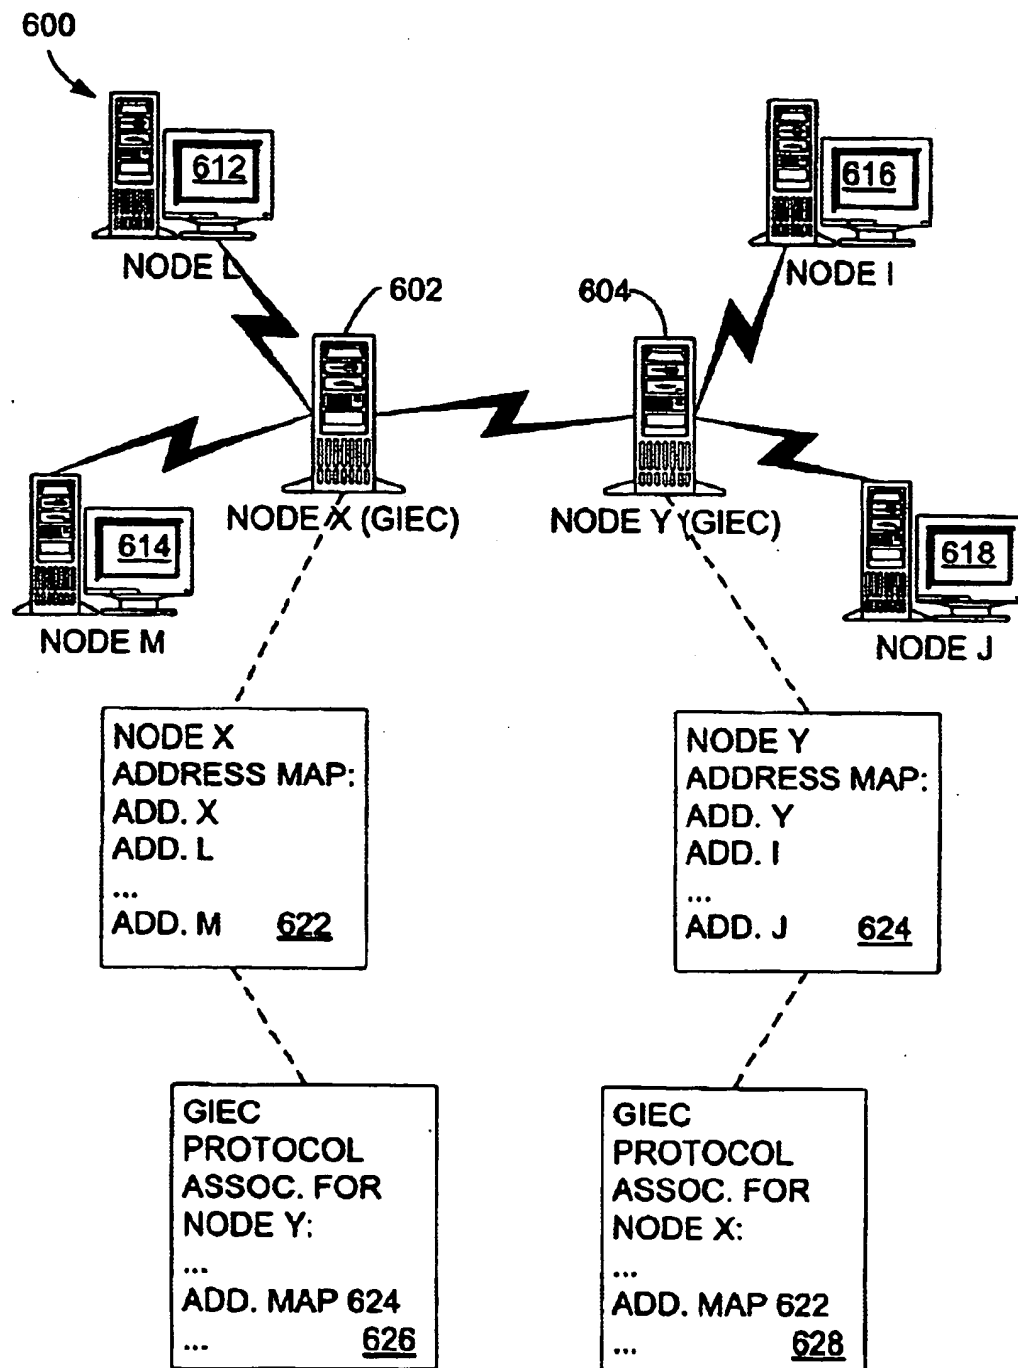 600
612
616
NODE L
NODE I
602
604
NODE X (GIEC)
NODE Y (GIEC)
614
618
NODE M
NODE J
NODE X
ADDRESS MAP:
ADD. X
ADD. L
...
ADD. M 622
NODE Y
ADDRESS MAP:
ADD. Y
ADD. I
...
ADD. J 624
GIEC
PROTOCOL
ASSOC. FOR
NODE Y:
...
ADD. MAP 624
... 626
GIEC
PROTOCOL
ASSOC. FOR
NODE X:
...
ADD. MAP 622
... 628